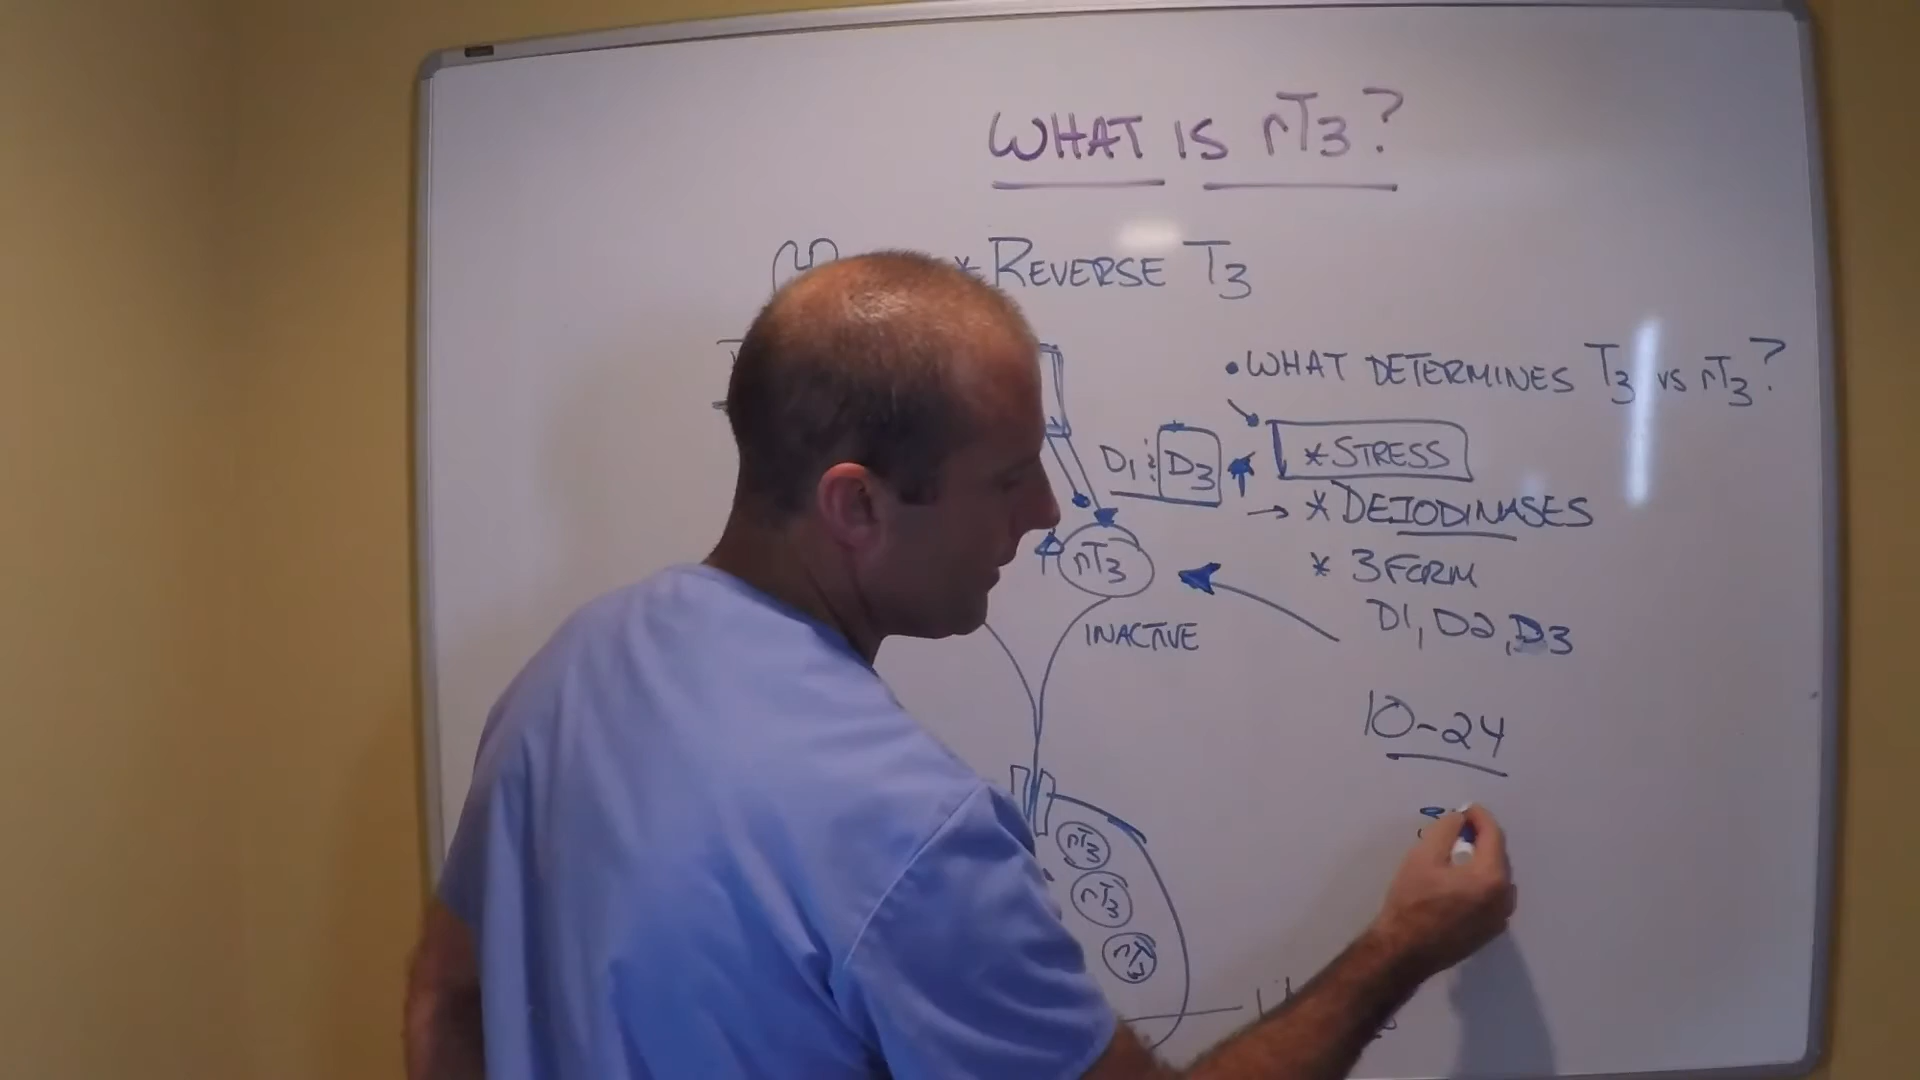 WHAT IS rT3?
* REVERSE T3
• WHAT DETERMINES T3 vs rT3?
* STRESS
D1 & D3
→ * DEIODINASES
rT3
* 3 FORM
D1, D2, D3
INACTIVE
10-24
rT3
rT3
rT3